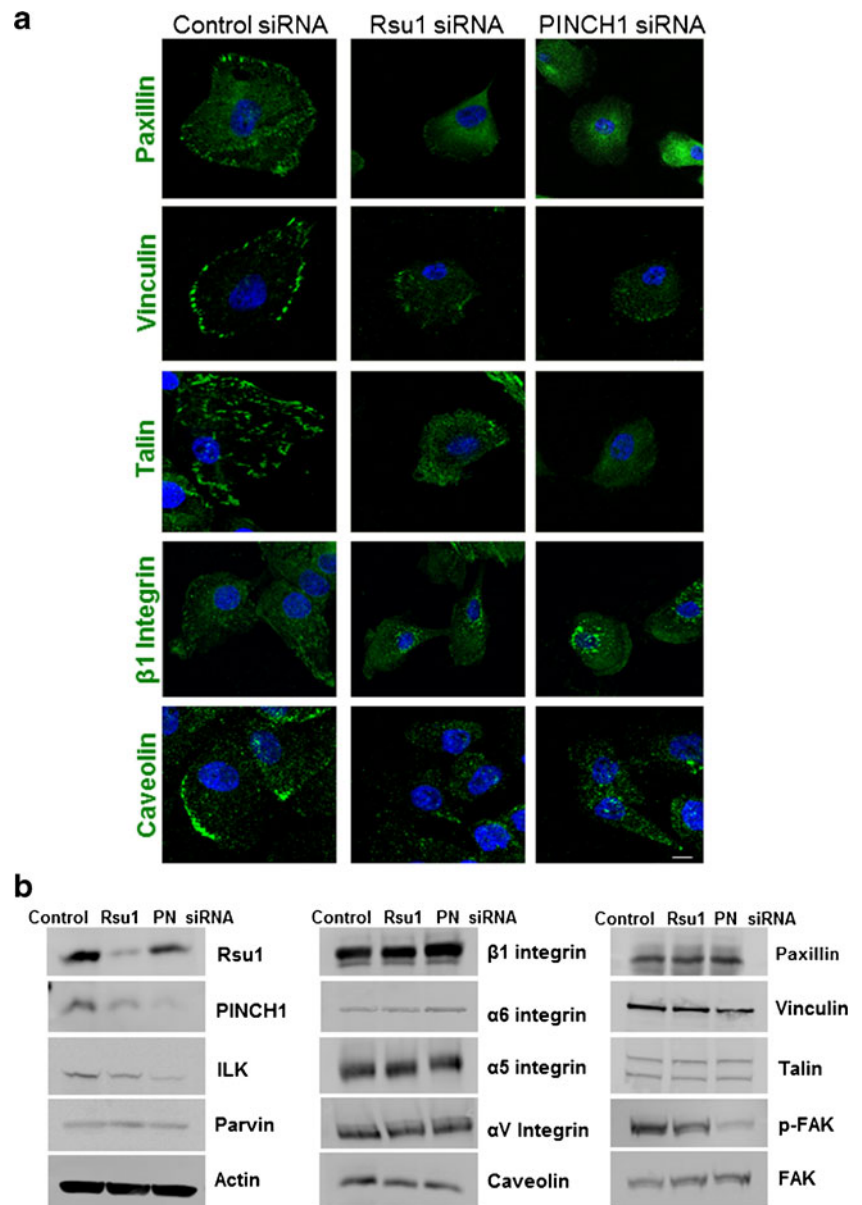 a
Control siRNA Rsu1 siRNA PINCH1 siRNA
Paxillin
Vinculin
Talin
β1 Integrin
Caveolin
b
Control Rsu1 PN siRNA
Rsu1
PINCH1
ILK
Parvin
Actin
Control Rsu1 PN siRNA
β1 integrin
α6 integrin
α5 integrin
αV Integrin
Caveolin
Control Rsu1 PN siRNA
Paxillin
Vinculin
Talin
p-FAK
FAK